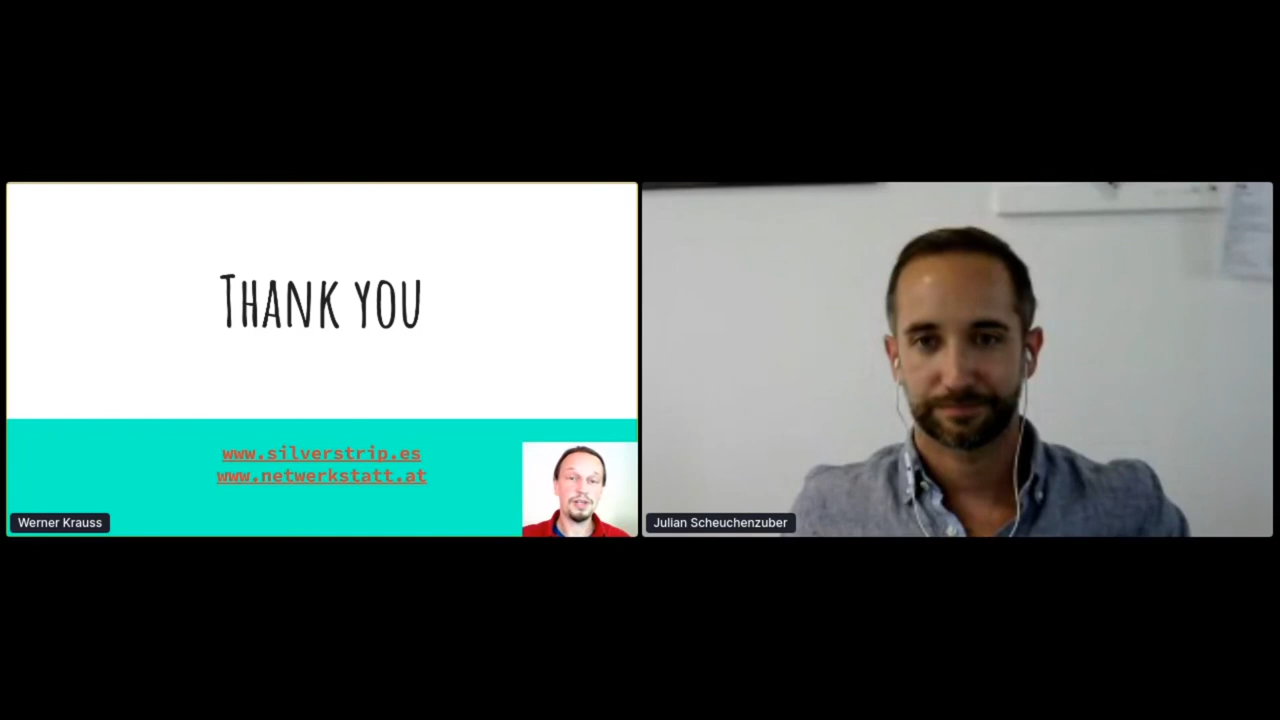 Thank you
www.silverstrip.es
www.netwerkstatt.at
Werner Krauss
Julian Scheuchenzuber